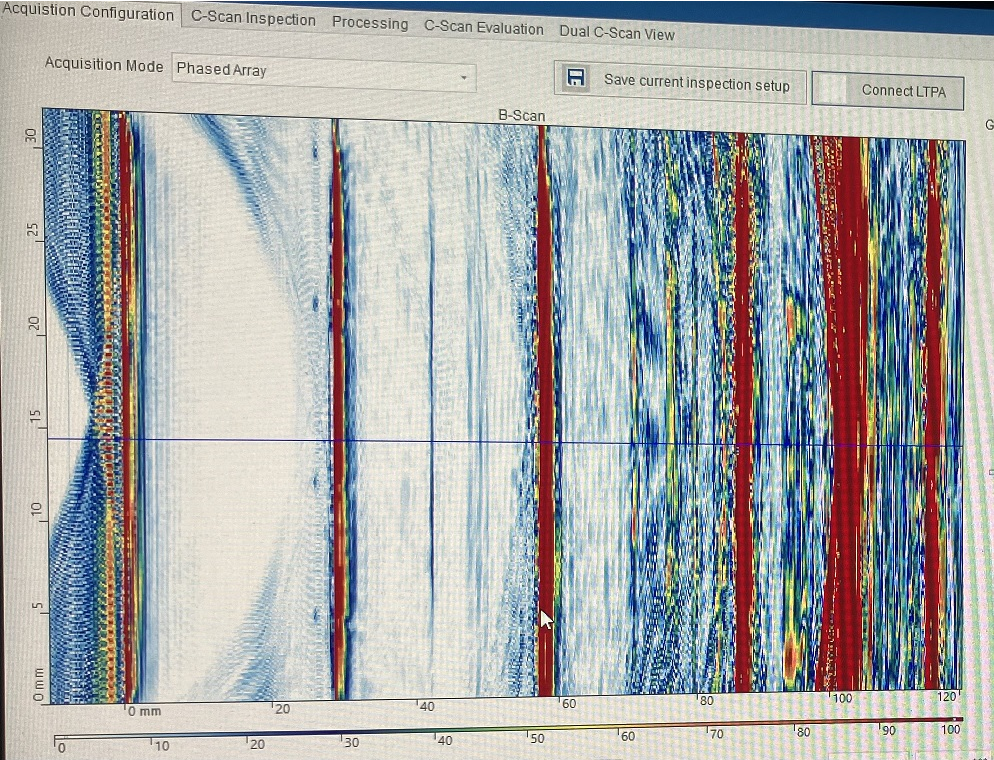 Acquistion Configuration C-Scan Inspection Processing C-Scan Evaluation Dual C-Scan View
Acquisition Mode Phased Array Save current inspection setup Connect LTPA
B-Scan
G
30
25
20
15
10
5
0 mm
0 mm 20 40 60 80 100 120
0 10 20 30 40 50 60 70 80 90 100